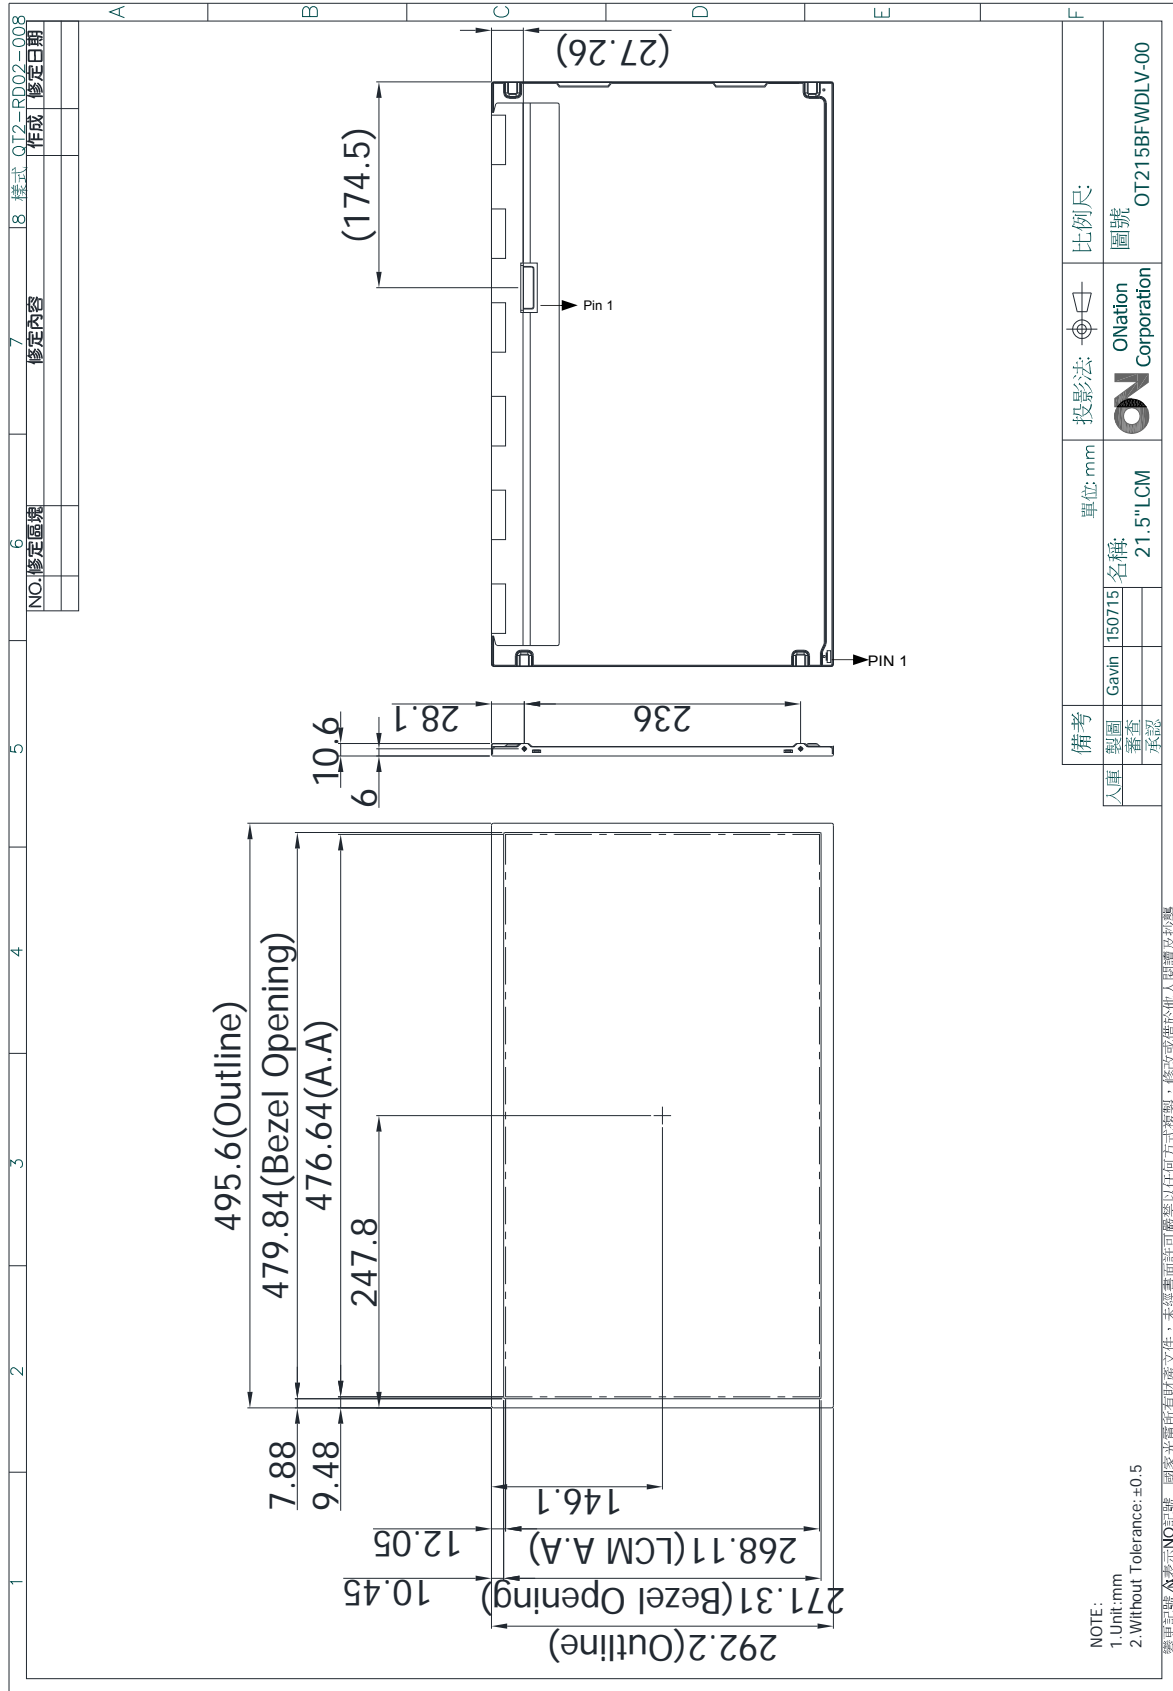 1
2
3
4
5
6
7
8
樣式 QT2-RD02-008
A
B
C
D
E
F
NO.
修定區塊
修定內容
作成
修定日期
495.6(Outline)
479.84(Bezel Opening)
476.64(A.A)
247.8
7.88
9.48
146.1
12.05
268.11(LCM A.A)
10.45
271.31(Bezel Opening)
292.2(Outline)
10.6
6
28.1
236
(174.5)
(27.26)
Pin 1
PIN 1
NOTE:
1.Unit:mm
2.Without Tolerance:±0.5
備考
單位: mm
投影法:
比例尺:
入庫
製圖
Gavin
150715
審查
承認
名稱:
21.5"LCM
ON
ONation
Corporation
圖號
OT215BFWDLV-00